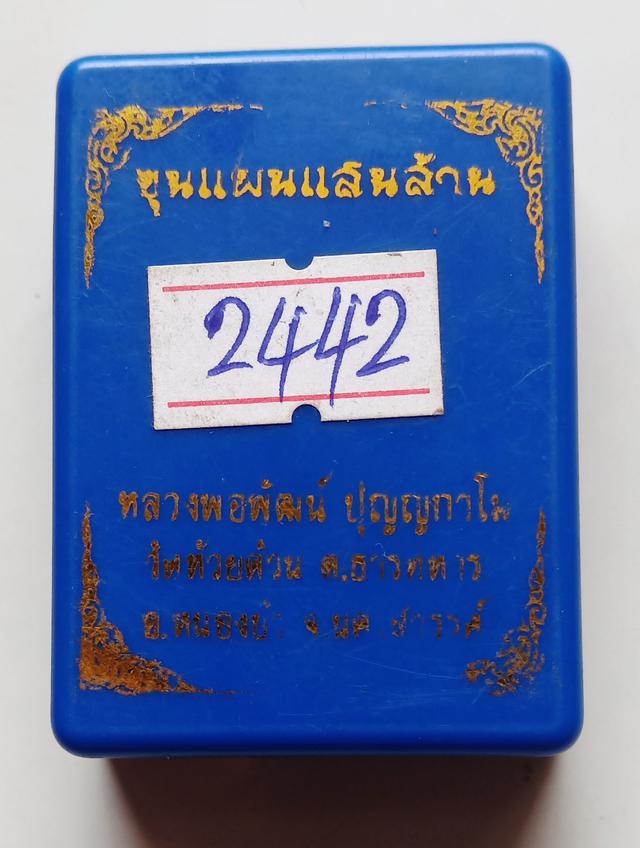 ขุนแผนแสนล้าน
2442
หลวงพ่อพัฒน์ ปุญญกาโม
วัดห้วยด้วน ต.ธารทหาร
อ.หนองบัว จ.นครสวรรค์